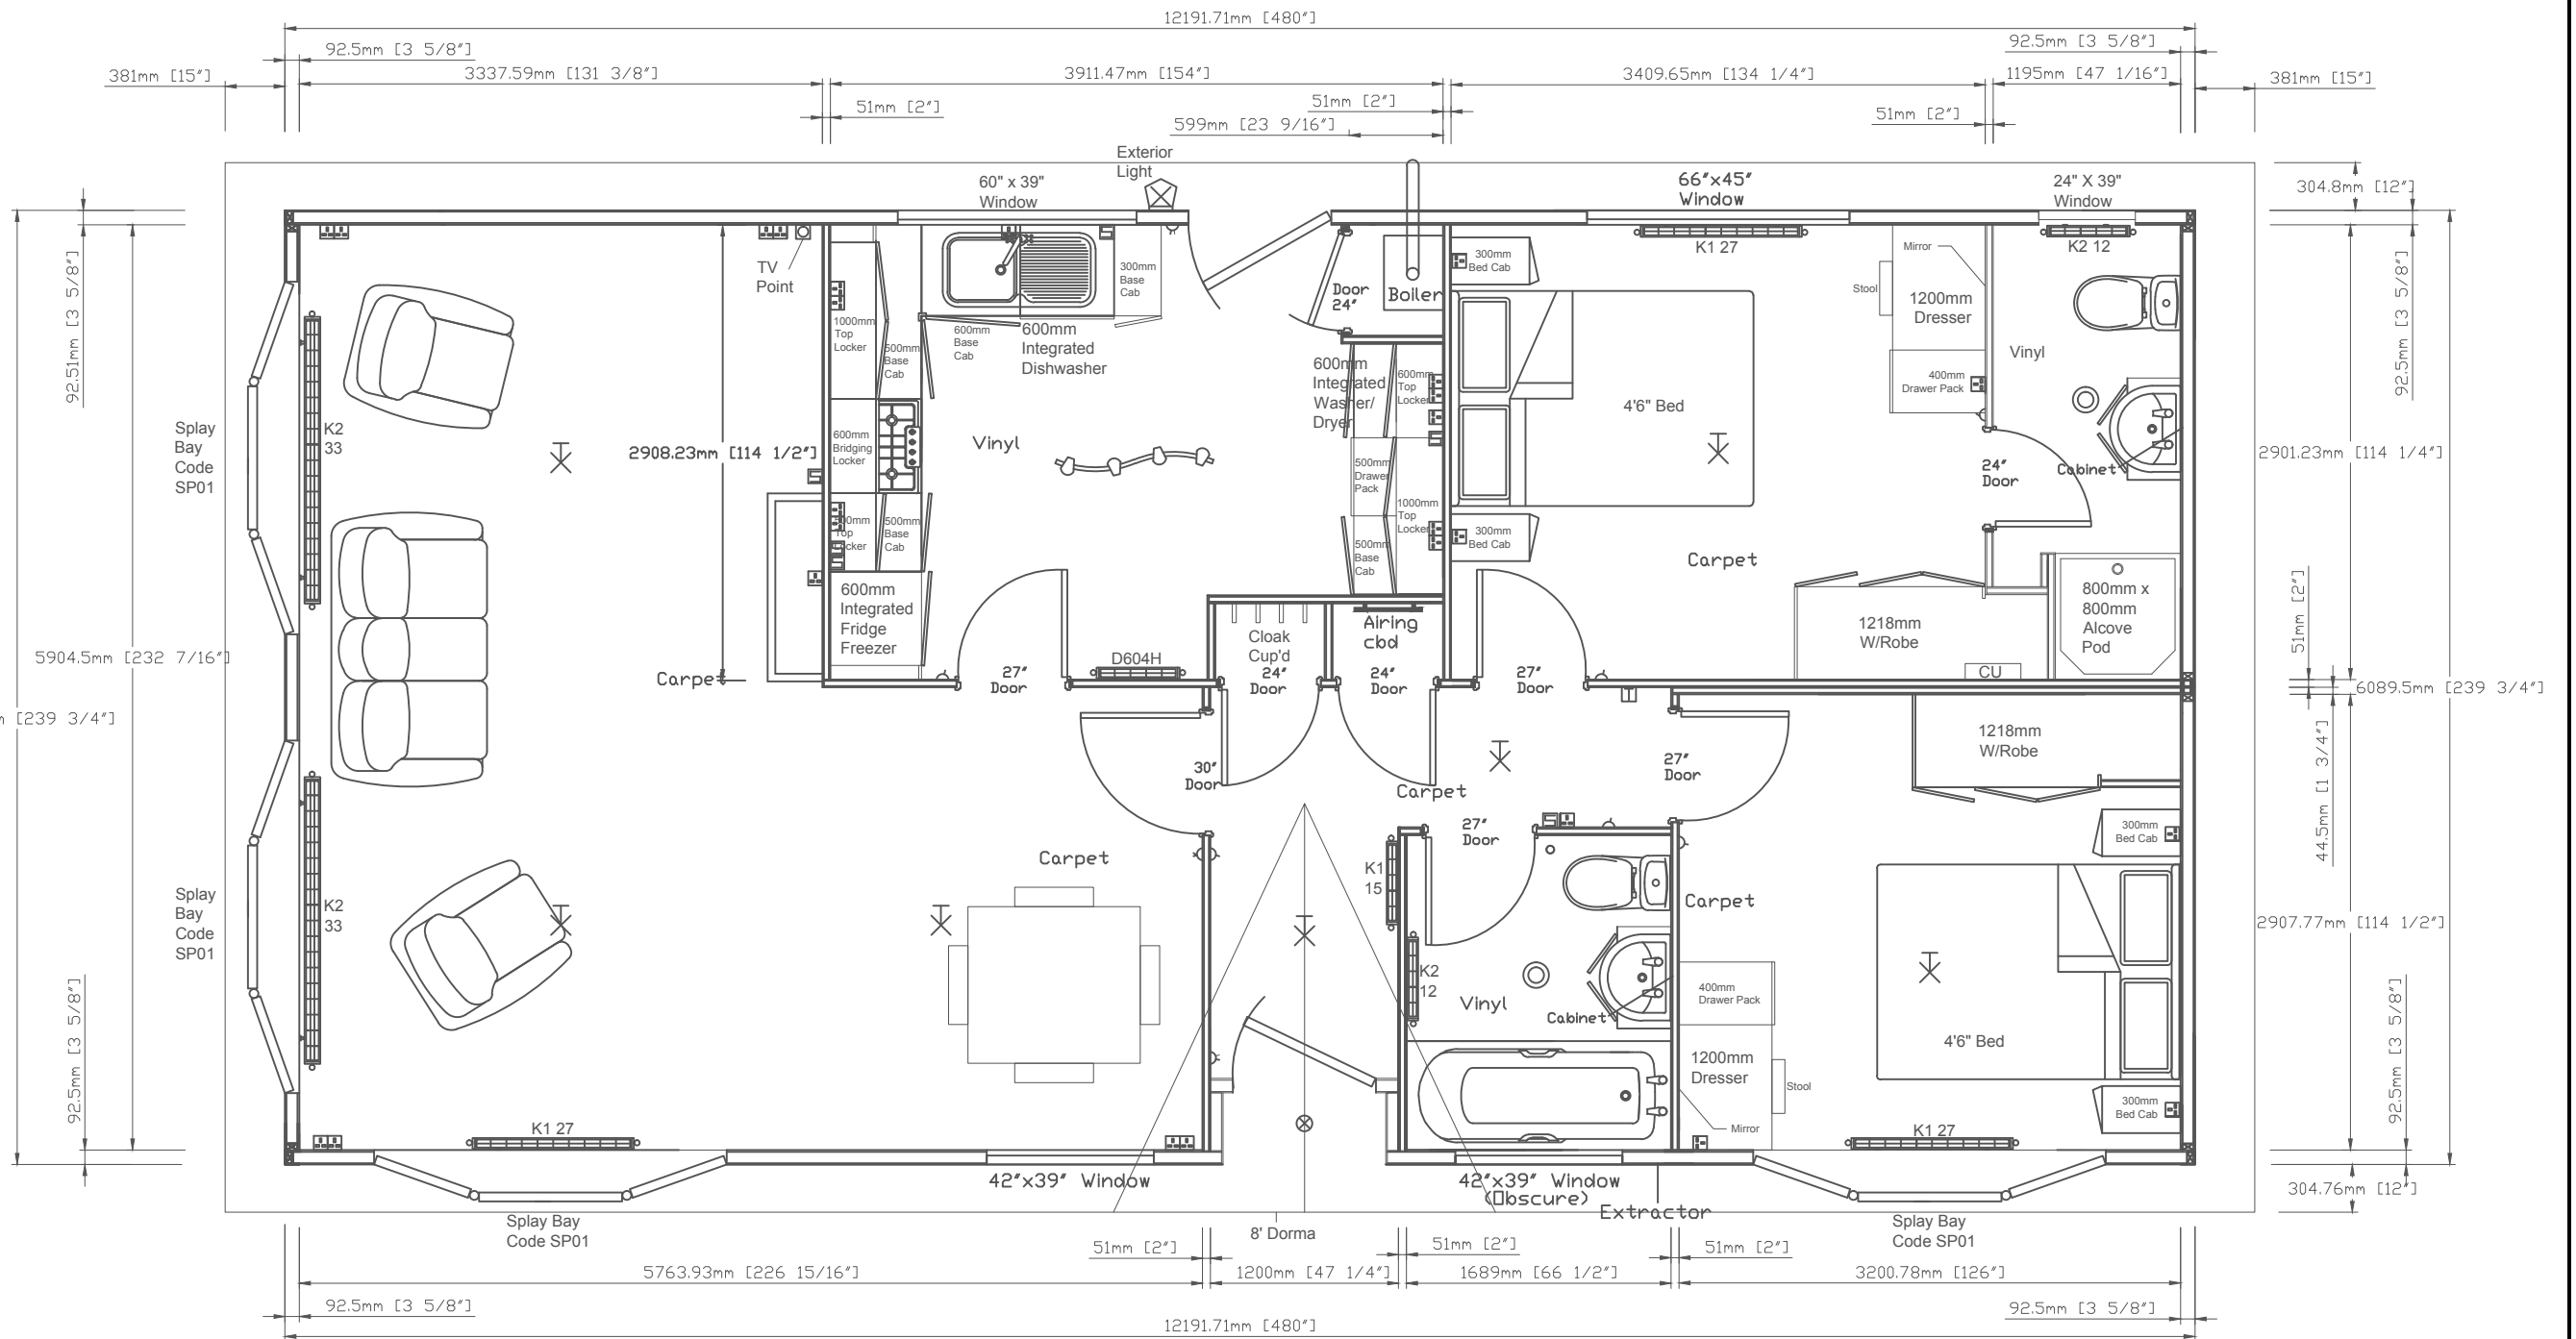 12191.71mm [480"]
92.5mm [3 5/8"]
92.5mm [3 5/8"]
381mm [15"]
3337.59mm [131 3/8"]
3911.47mm [154"]
3409.65mm [134 1/4"]
1195mm [47 1/16"]
381mm [15"]
51mm [2"]
51mm [2"]
51mm [2"]
599mm [23 9/16"]
Exterior
Light
60" x 39"
Window
66"x45"
Window
24" X 39"
Window
304.8mm [12"]
92.51mm [3 5/8"]
92.5mm [3 5/8"]
TV
Point
1000mm
Top
Locker
500mm
Base
Cab
600mm
Base
Cab
600mm
Integrated
Dishwasher
300mm
Base
Cab
Door
24"
Boiler
300mm
Bed Cab
K1 27
Mirror
Stool
1200mm
Dresser
K2 12
Vinyl
400mm
Drawer Pack
600mm
Integrated
Washer/
Dryer
600mm
Top
Locker
4'6" Bed
Splay
Bay
Code
SP01
K2
33
2908.23mm [114 1/2"]
600mm
Bridging
Locker
Vinyl
500mm
Drawer
Pack
1000mm
Top
Locker
24"
Door
Cabinet
2901.23mm [114 1/4"]
500mm
Base
Cab
500mm
Base
Cab
300mm
Bed Cab
Carpet
600mm
Integrated
Fridge
Freezer
Cloak
Cup'd
24"
Door
Airing
cbd
24"
Door
1218mm
W/Robe
800mm x
800mm
Alcove
Pod
CU
51mm [2"]
5904.5mm [232 7/16"]
Carpet
27"
Door
D604H
27"
Door
6089.5mm [239 3/4"]
[239 3/4"]
30"
Door
Carpet
27"
Door
1218mm
W/Robe
44.5mm [1 3/4"]
27"
Door
300mm
Bed Cab
Carpet
K1
15
Carpet
Splay
Bay
Code
SP01
K2
33
K2
12
Vinyl
Cabinet
400mm
Drawer Pack
2907.77mm [114 1/2"]
4'6" Bed
1200mm
Dresser
Stool
Mirror
300mm
Bed Cab
92.5mm [3 5/8"]
92.5mm [3 5/8"]
K1 27
K1 27
42"x39" Window
42"x39" Window
(Obscure)
Extractor
304.76mm [12"]
Splay Bay
Code SP01
8' Dorma
Splay Bay
Code SP01
51mm [2"]
51mm [2"]
51mm [2"]
5763.93mm [226 15/16"]
1200mm [47 1/4"]
1689mm [66 1/2"]
3200.78mm [126"]
92.5mm [3 5/8"]
92.5mm [3 5/8"]
12191.71mm [480"]